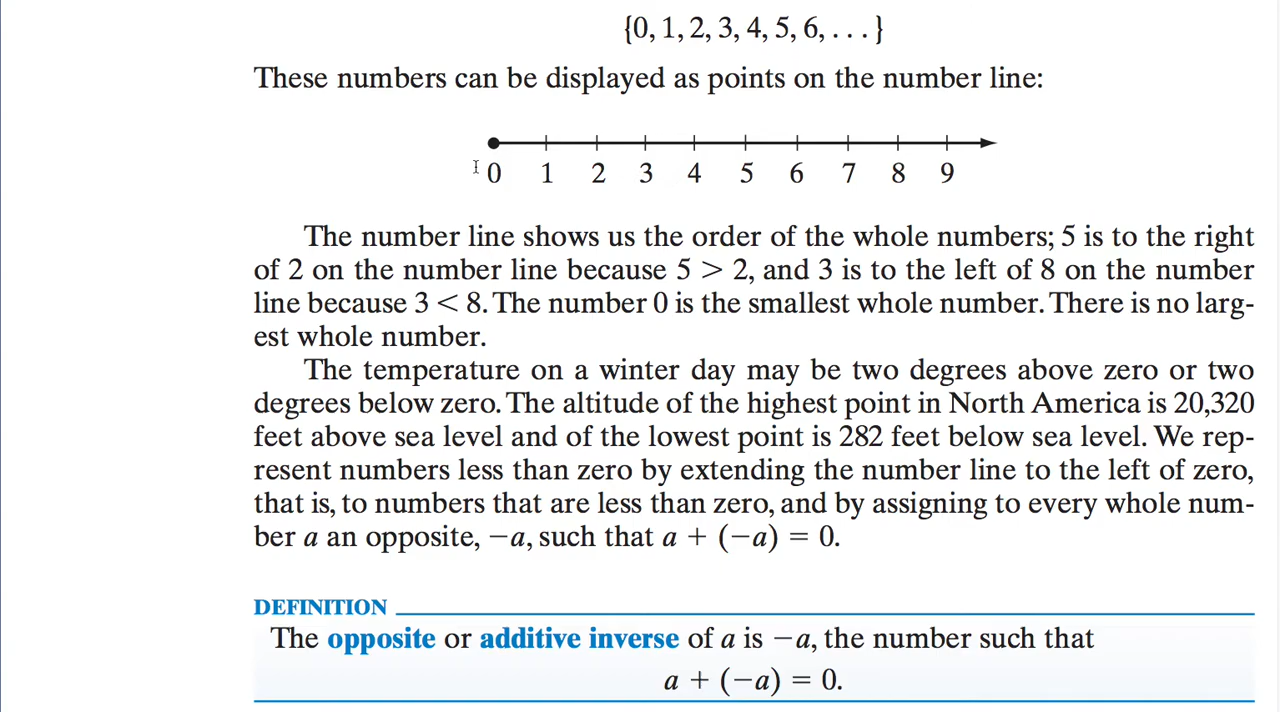 {0, 1, 2, 3, 4, 5, 6, . . . }
These numbers can be displayed as points on the number line:
0 1 2 3 4 5 6 7 8 9
The number line shows us the order of the whole numbers; 5 is to the right
of 2 on the number line because 5 > 2, and 3 is to the left of 8 on the number
line because 3 < 8. The number 0 is the smallest whole number. There is no larg-
est whole number.
The temperature on a winter day may be two degrees above zero or two
degrees below zero. The altitude of the highest point in North America is 20,320
feet above sea level and of the lowest point is 282 feet below sea level. We rep-
resent numbers less than zero by extending the number line to the left of zero,
that is, to numbers that are less than zero, and by assigning to every whole num-
ber a an opposite, −a, such that a + (−a) = 0.
DEFINITION
The opposite or additive inverse of a is −a, the number such that
a + (−a) = 0.